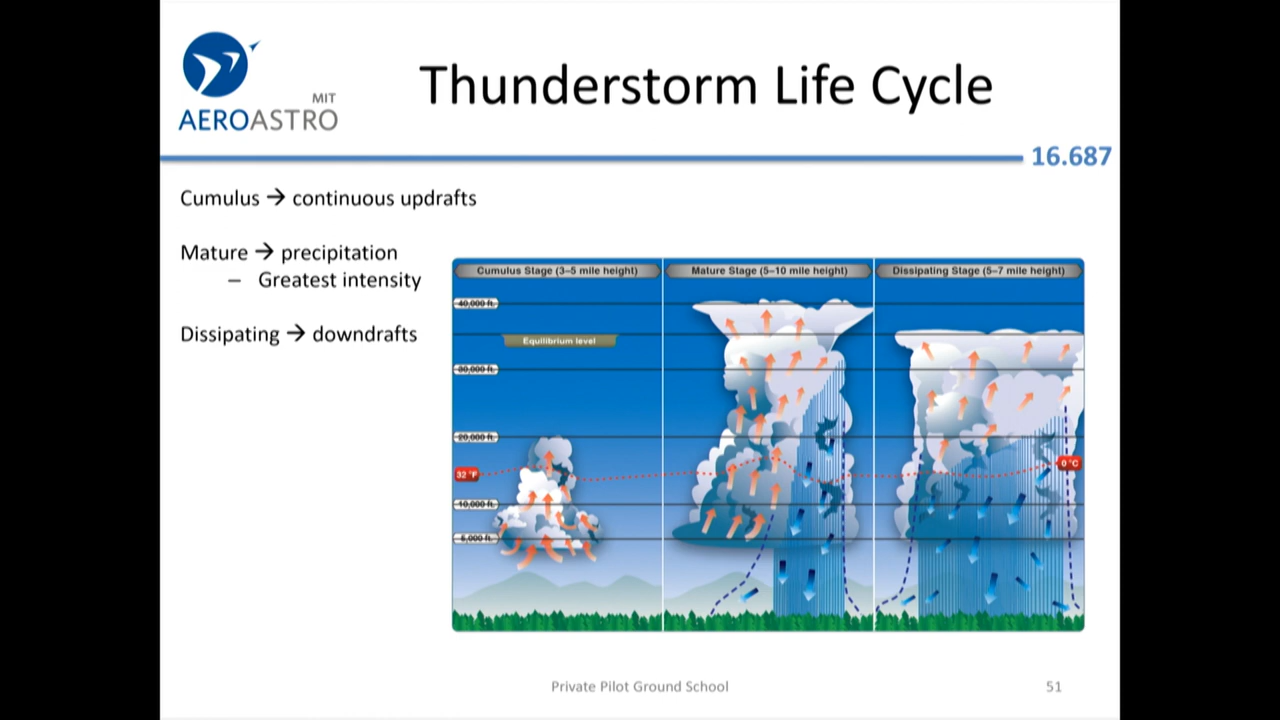 MIT
AEROASTRO
Thunderstorm Life Cycle
16.687
Cumulus → continuous updrafts
Mature → precipitation
– Greatest intensity
Dissipating → downdrafts
Cumulus Stage (3–5 mile height)
Mature Stage (5–10 mile height)
Dissipating Stage (5–7 mile height)
40,000 ft.
Equilibrium level
30,000 ft.
20,000 ft.
32 °F
0 °C
10,000 ft.
5,000 ft.
Private Pilot Ground School
51